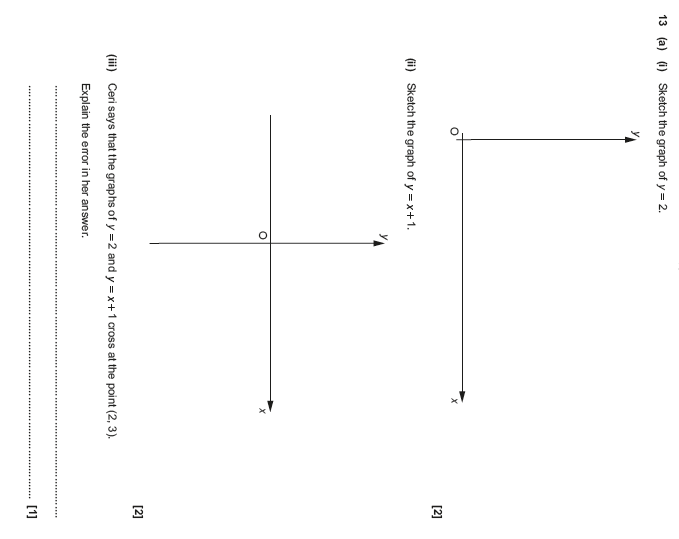 13 (a) (i) Sketch the graph of y = 2.
y
O
x
[2]
(ii) Sketch the graph of y = x + 1.
y
O
x
[2]
(iii) Ceri says that the graphs of y = 2 and y = x + 1 cross at the point (2, 3).
Explain the error in her answer.
[1]